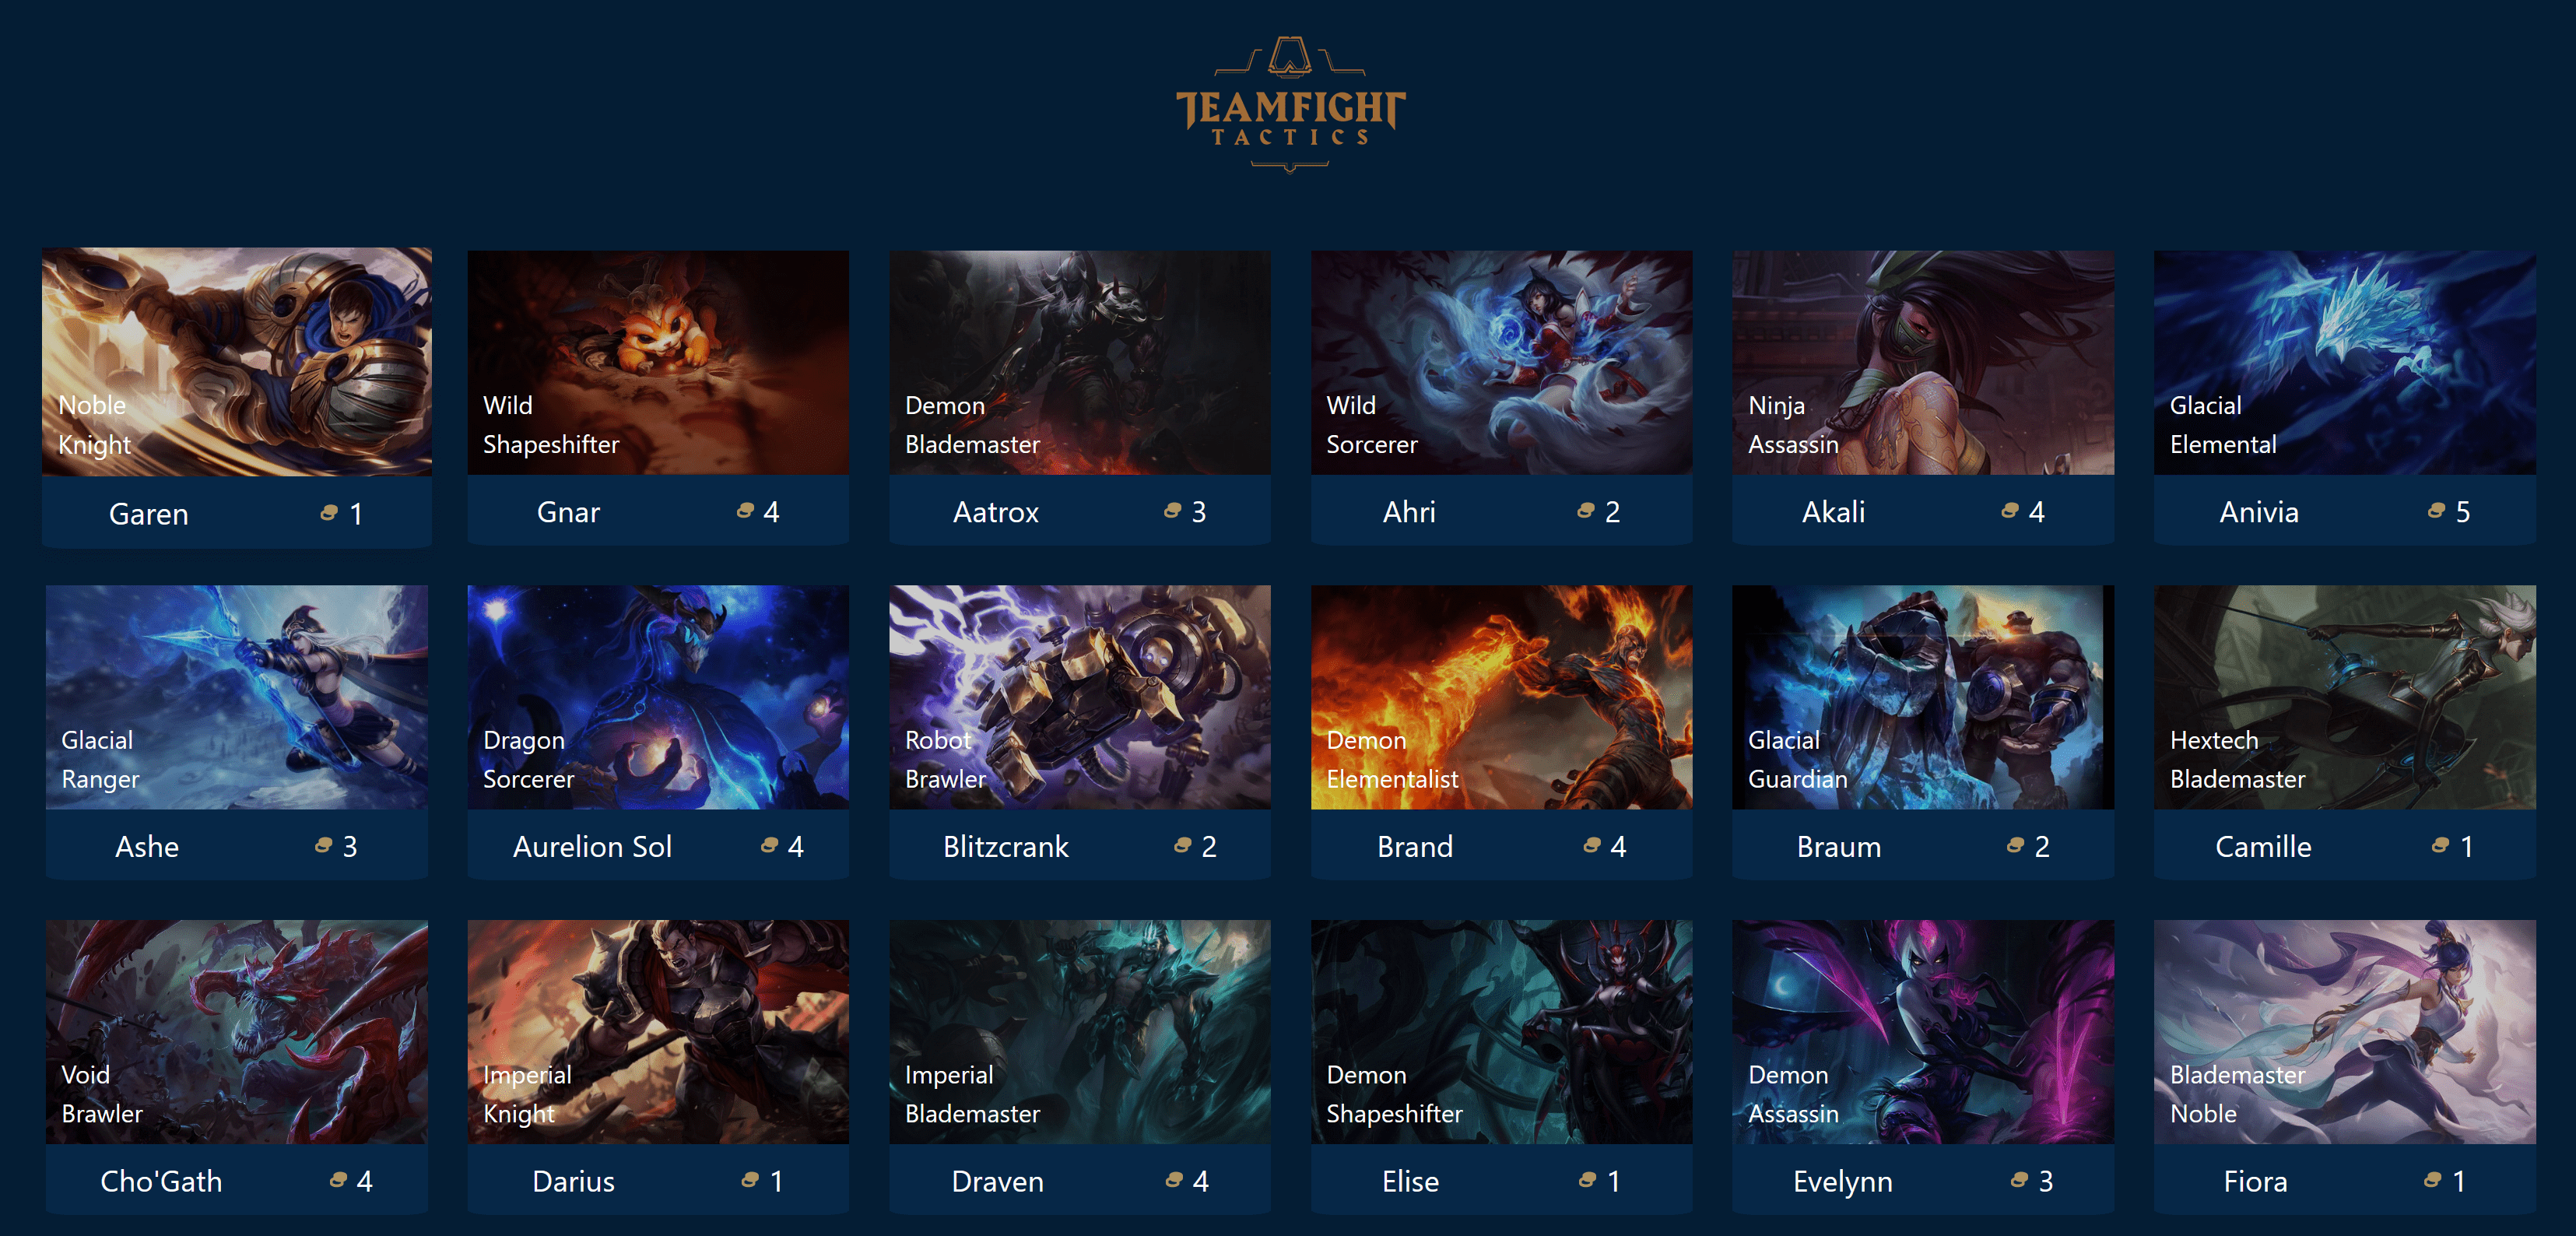 TEAMFIGHT
TACTICS
Noble
Knight
Garen 1
Wild
Shapeshifter
Gnar 4
Demon
Blademaster
Aatrox 3
Wild
Sorcerer
Ahri 2
Ninja
Assassin
Akali 4
Glacial
Elemental
Anivia 5
Glacial
Ranger
Ashe 3
Dragon
Sorcerer
Aurelion Sol 4
Robot
Brawler
Blitzcrank 2
Demon
Elementalist
Brand 4
Glacial
Guardian
Braum 2
Hextech
Blademaster
Camille 1
Void
Brawler
Cho'Gath 4
Imperial
Knight
Darius 1
Imperial
Blademaster
Draven 4
Demon
Shapeshifter
Elise 1
Demon
Assassin
Evelynn 3
Blademaster
Noble
Fiora 1